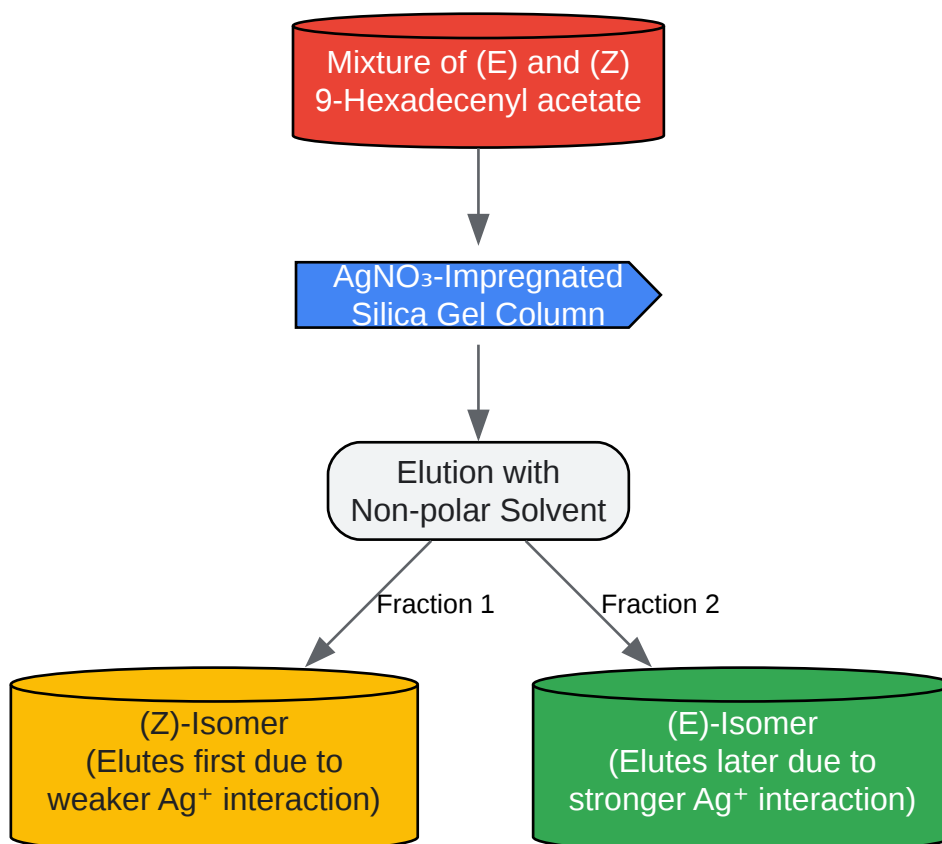 Mixture of (E) and (Z)
9-Hexadecenyl acetate
AgNO₃-Impregnated
Silica Gel Column
Elution with
Non-polar Solvent
Fraction 1
Fraction 2
(Z)-Isomer
(Elutes first due to
weaker Ag⁺ interaction)
(E)-Isomer
(Elutes later due to
stronger Ag⁺ interaction)